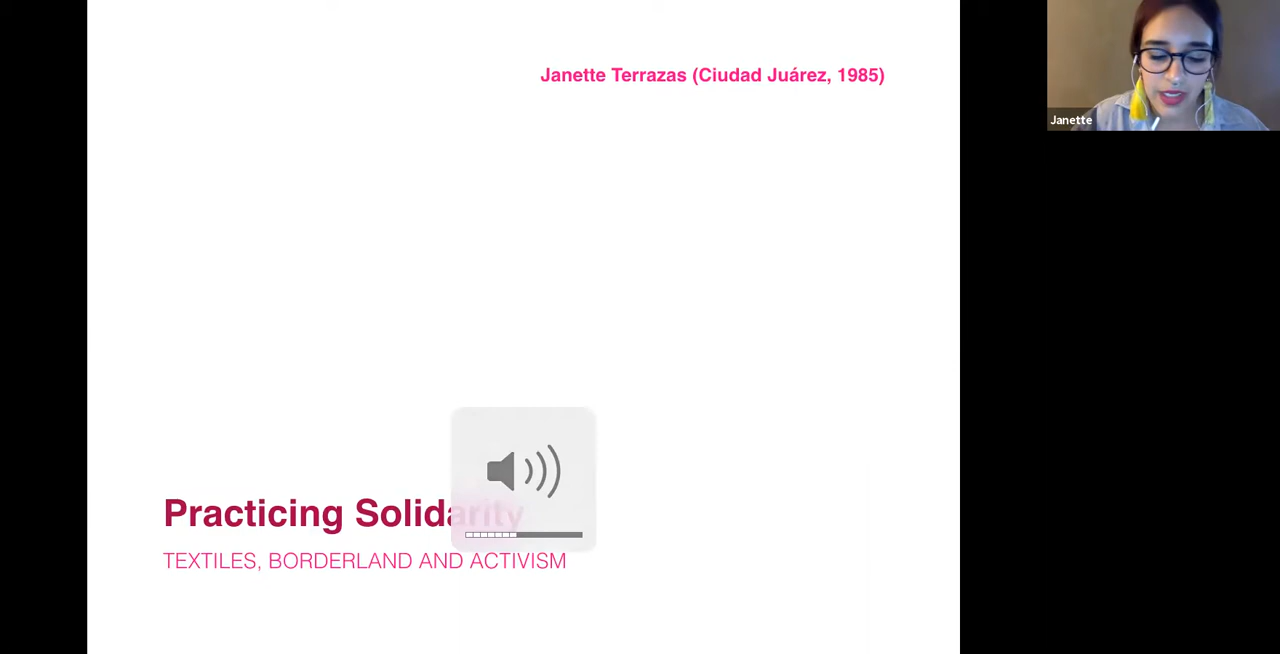 Janette Terrazas (Ciudad Juárez, 1985)
Janette
Practicing Solidarity
TEXTILES, BORDERLAND AND ACTIVISM